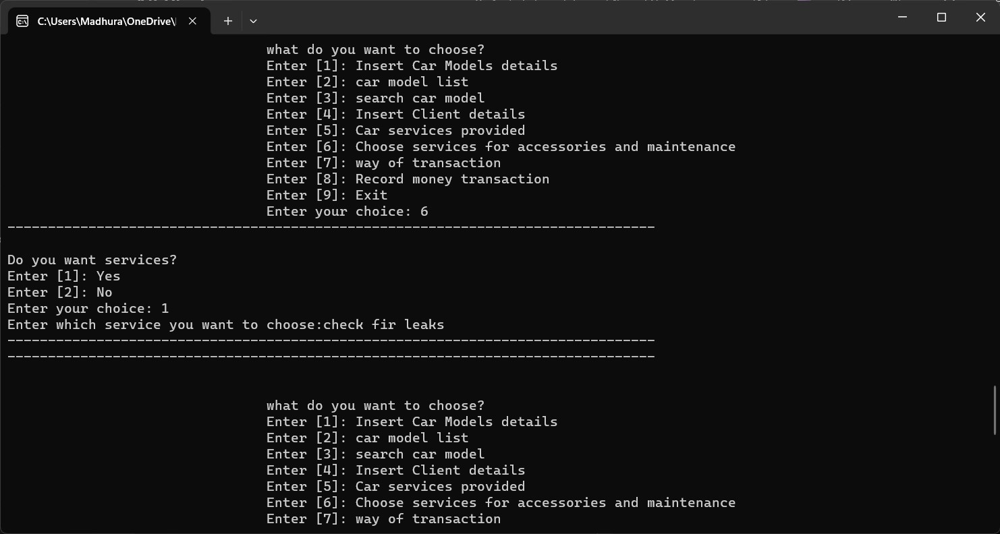 C:\Users\Madhura\OneDrive\
what do you want to choose?
Enter [1]: Insert Car Models details
Enter [2]: car model list
Enter [3]: search car model
Enter [4]: Insert Client details
Enter [5]: Car services provided
Enter [6]: Choose services for accessories and maintenance
Enter [7]: way of transaction
Enter [8]: Record money transaction
Enter [9]: Exit
Enter your choice: 6
--------------------------------------------------------------------------------
Do you want services?
Enter [1]: Yes
Enter [2]: No
Enter your choice: 1
Enter which service you want to choose:check fir leaks
--------------------------------------------------------------------------------
--------------------------------------------------------------------------------
what do you want to choose?
Enter [1]: Insert Car Models details
Enter [2]: car model list
Enter [3]: search car model
Enter [4]: Insert Client details
Enter [5]: Car services provided
Enter [6]: Choose services for accessories and maintenance
Enter [7]: way of transaction